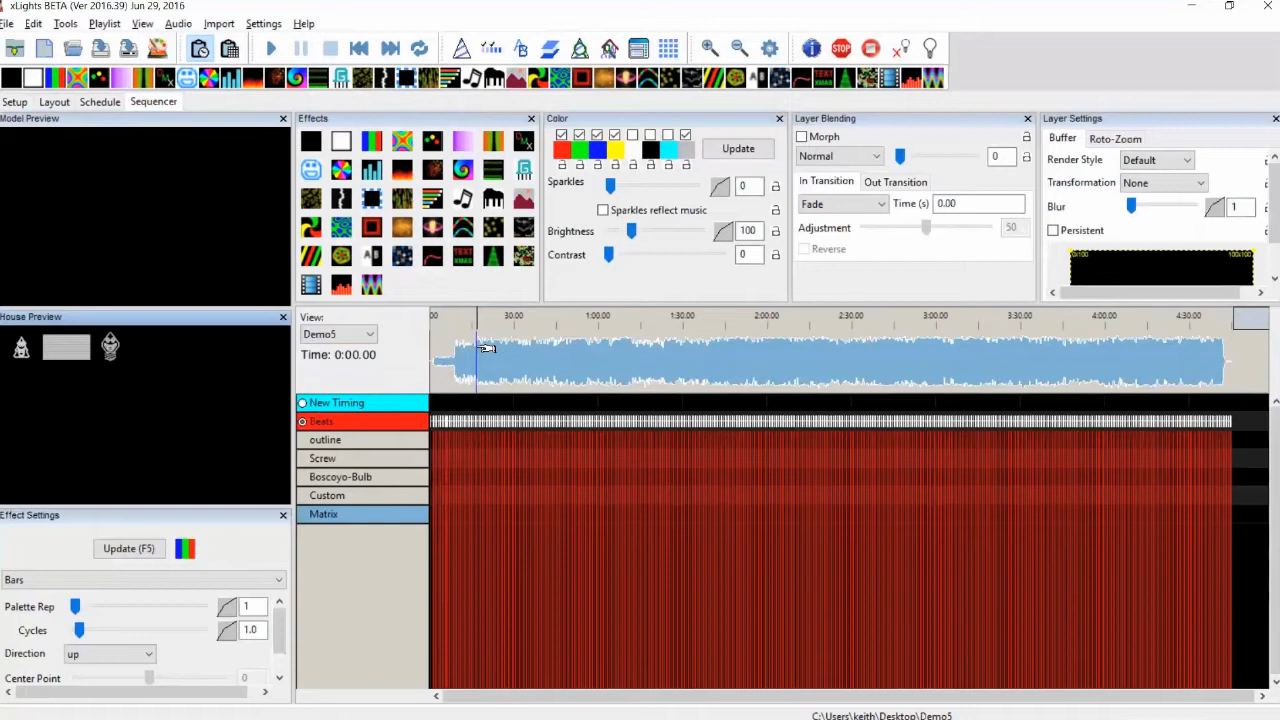 xLights BETA (Ver 2016.39) Jun 29, 2016
File Edit Tools Playlist View Audio Import Settings Help
Setup Layout Schedule Sequencer
Model Preview
Effects
Color
Update
Sparkles 0
Sparkles reflect music
Brightness 100
Contrast 0
Layer Blending
Morph
Normal 0
In Transition Out Transition
Fade Time (s) 0.00
Adjustment 50
Reverse
Layer Settings
Buffer Roto-Zoom
Render Style Default
Transformation None
Blur 1
Persistent
0x100 100x100
House Preview
View:
Demo5
Time: 0:00.00
00 30:00 1:00:00 1:30:00 2:00:00 2:30:00 3:00:00 3:30:00 4:00:00 4:30:00
New Timing
Beats
outline
Screw
Boscoyo-Bulb
Custom
Matrix
Effect Settings
Update (F5)
Bars
Palette Rep 1
Cycles 1.0
Direction up
Center Point 0
C:\Users\keith\Desktop\Demo5